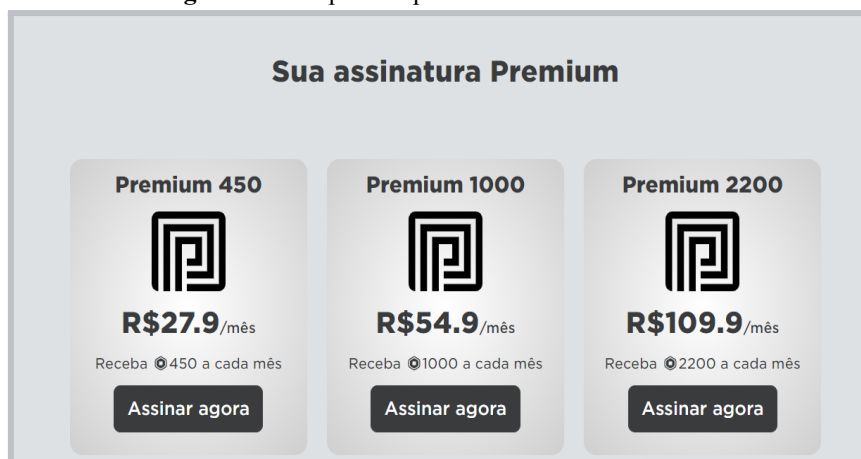 Sua assinatura Premium
Premium 450
R$27.9/mês
Receba 450 a cada mês
Assinar agora
Premium 1000
R$54.9/mês
Receba 1000 a cada mês
Assinar agora
Premium 2200
R$109.9/mês
Receba 2200 a cada mês
Assinar agora